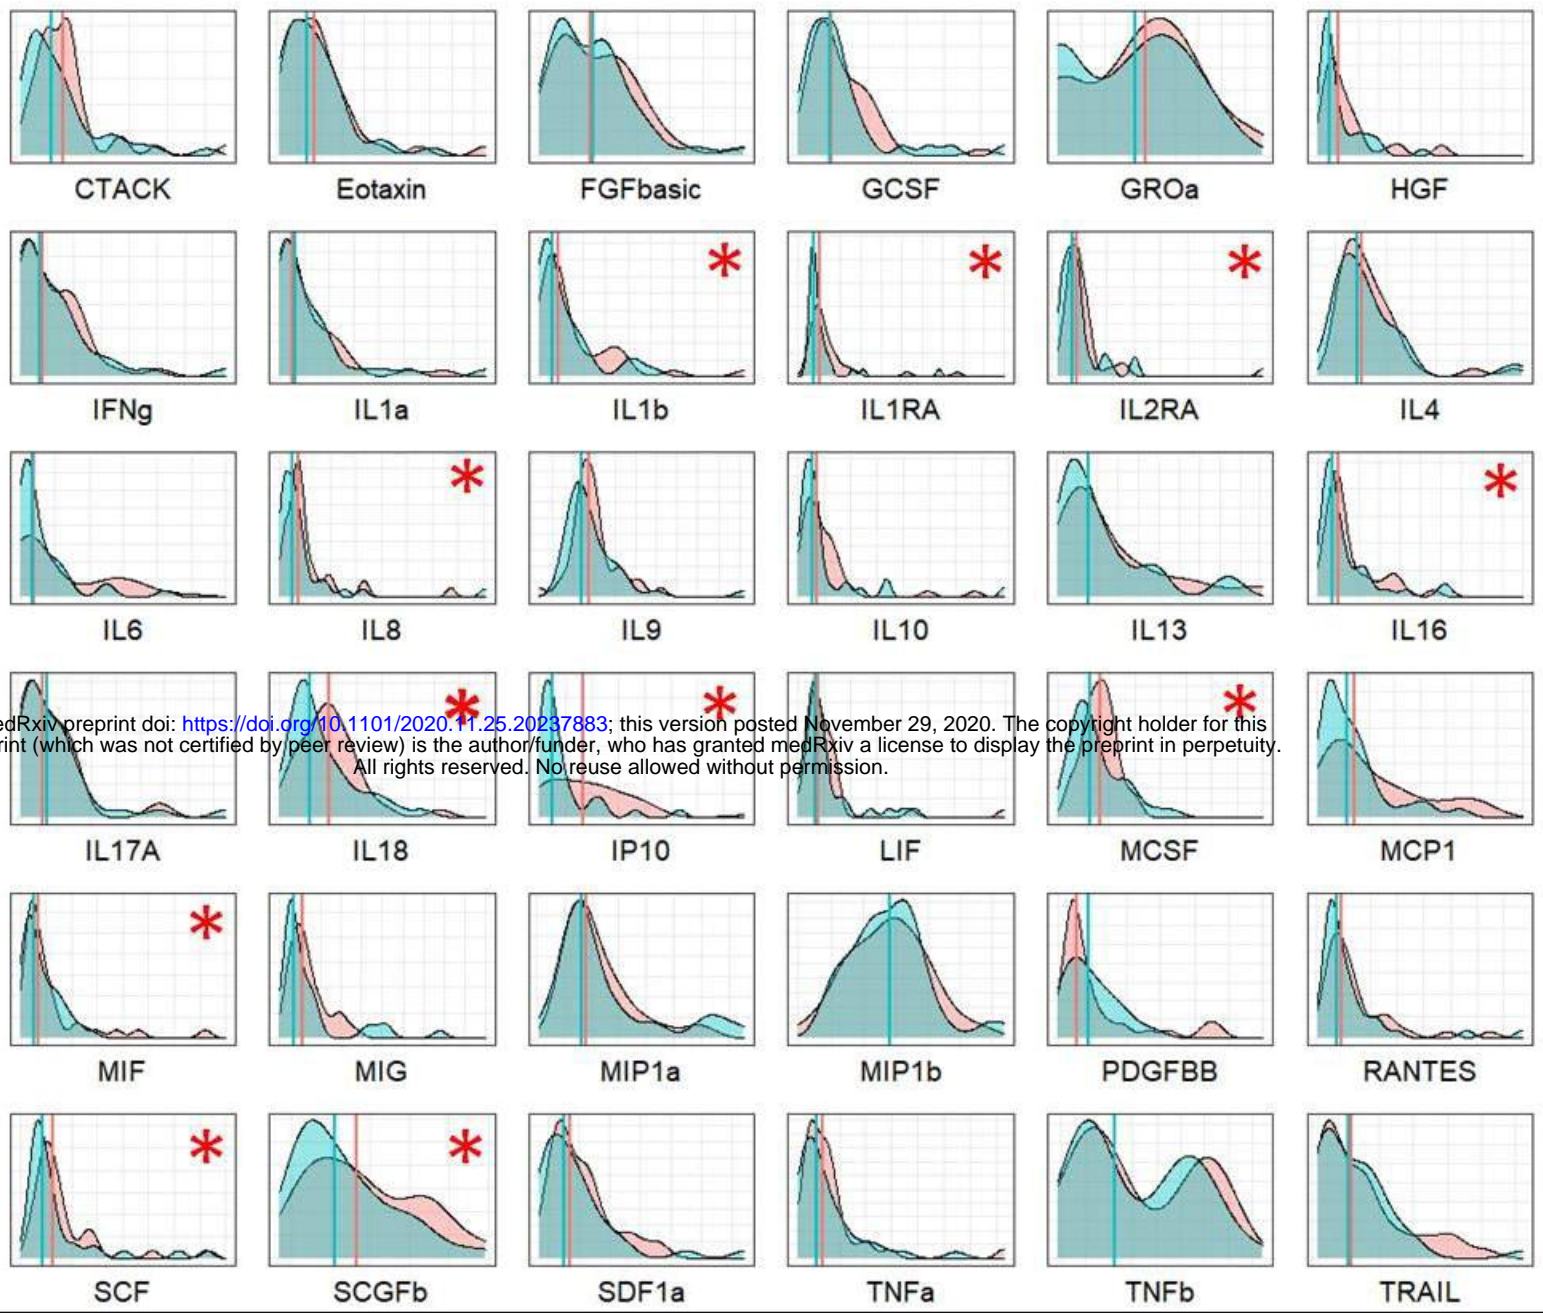 CTACK Eotaxin FGFbasic GCSF GROa HGF
* * *
IFNg IL1a IL1b IL1RA IL2RA IL4
* *
IL6 IL8 IL9 IL10 IL13 IL16
* * *
edRxiv preprint doi: https://doi.org/10.1101/2020.11.25.20237883; this version posted November 29, 2020. The copyright holder for this
rint (which was not certified by peer review) is the author/funder, who has granted medRxiv a license to display the preprint in perpetuity.
All rights reserved. No reuse allowed without permission.
IL17A IL18 IP10 LIF MCSF MCP1
*
MIF MIG MIP1a MIP1b PDGFBB RANTES
* *
SCF SCGFb SDF1a TNFa TNFb TRAIL